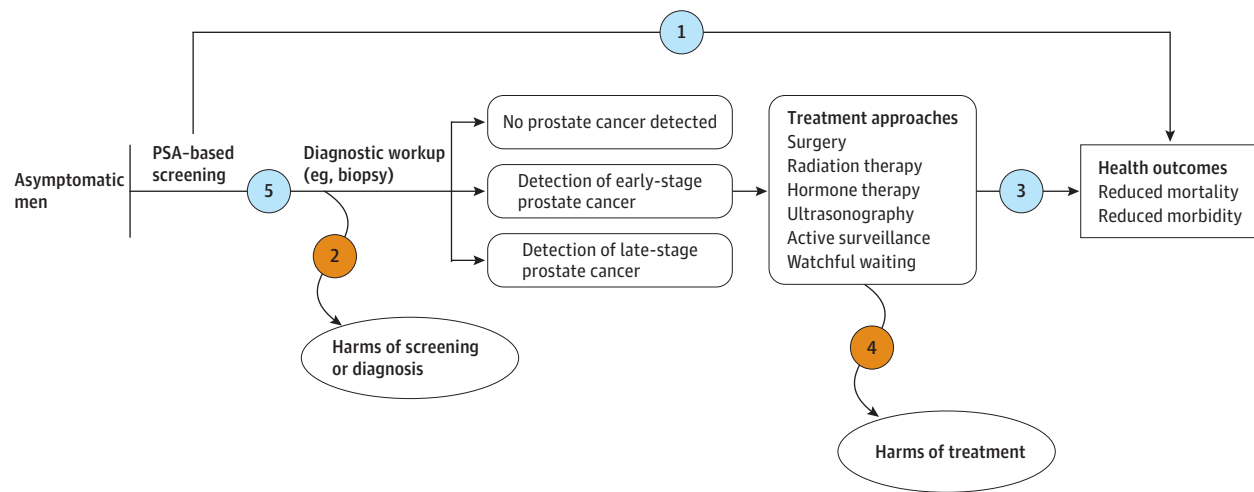 1
Asymptomatic
men
PSA-based
screening
5
Diagnostic workup
(eg, biopsy)
2
Harms of screening
or diagnosis
No prostate cancer detected
Detection of early-stage
prostate cancer
Detection of late-stage
prostate cancer
Treatment approaches
Surgery
Radiation therapy
Hormone therapy
Ultrasonography
Active surveillance
Watchful waiting
4
Harms of treatment
3
Health outcomes
Reduced mortality
Reduced morbidity